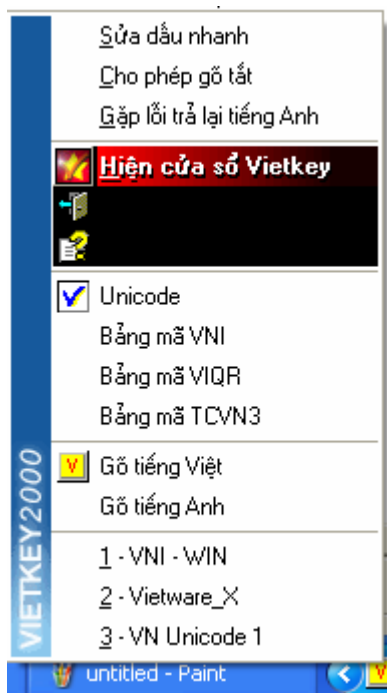 Sửa dấu nhanh
Cho phép gõ tắt
Gặp lỗi trả lại tiếng Anh
Hiện cửa sổ Vietkey
Unicode
Bảng mã VNI
Bảng mã VIQR
Bảng mã TCVN3
V Gõ tiếng Việt
Gõ tiếng Anh
1 - VNI - WIN
2 - Vietware_X
3 - VN Unicode 1
VIETKEY2000
untitled - Paint
V